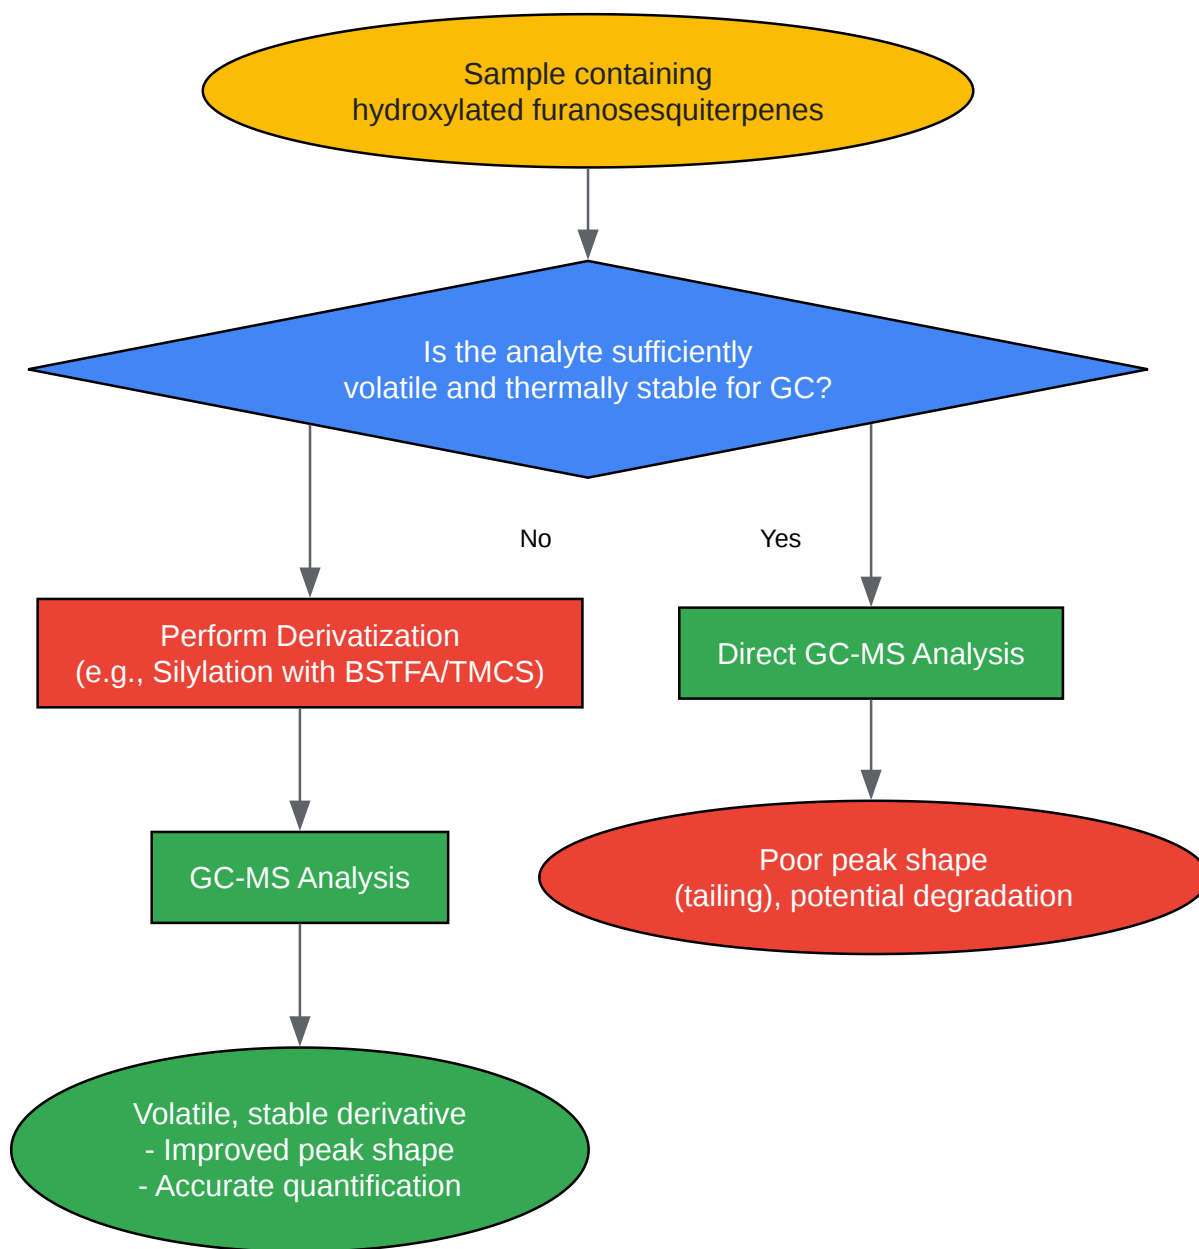 Sample containing
hydroxylated furanosesquiterpenes
Is the analyte sufficiently
volatile and thermally stable for GC?
No
Yes
Perform Derivatization
(e.g., Silylation with BSTFA/TMCS)
Direct GC-MS Analysis
GC-MS Analysis
Poor peak shape
(tailing), potential degradation
Volatile, stable derivative
- Improved peak shape
- Accurate quantification